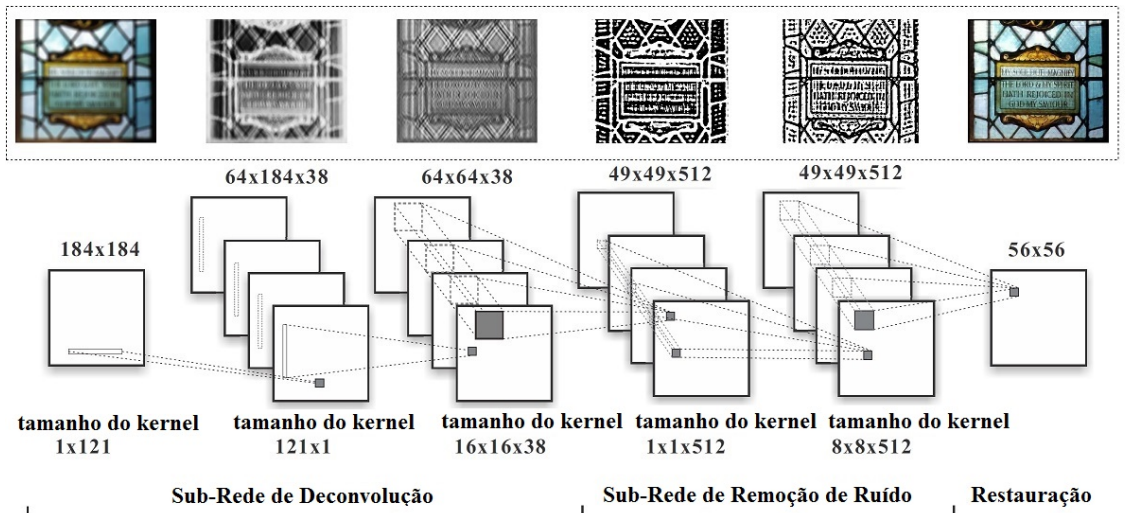 64x184x38
64x64x38
49x49x512
49x49x512
184x184
56x56
tamanho do kernel
1x121
tamanho do kernel
121x1
tamanho do kernel
16x16x38
tamanho do kernel
1x1x512
tamanho do kernel
8x8x512
Sub-Rede de Deconvolução
Sub-Rede de Remoção de Ruído
Restauração